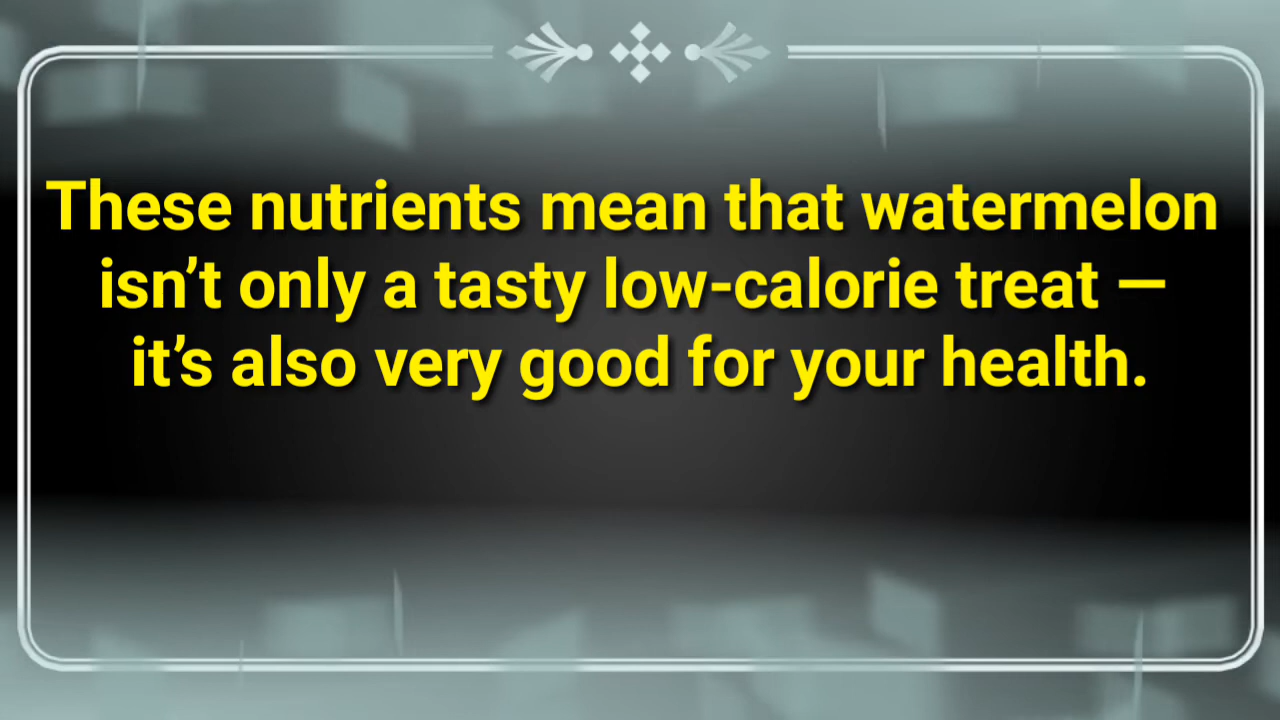 These nutrients mean that watermelon
isn’t only a tasty low-calorie treat —
it’s also very good for your health.